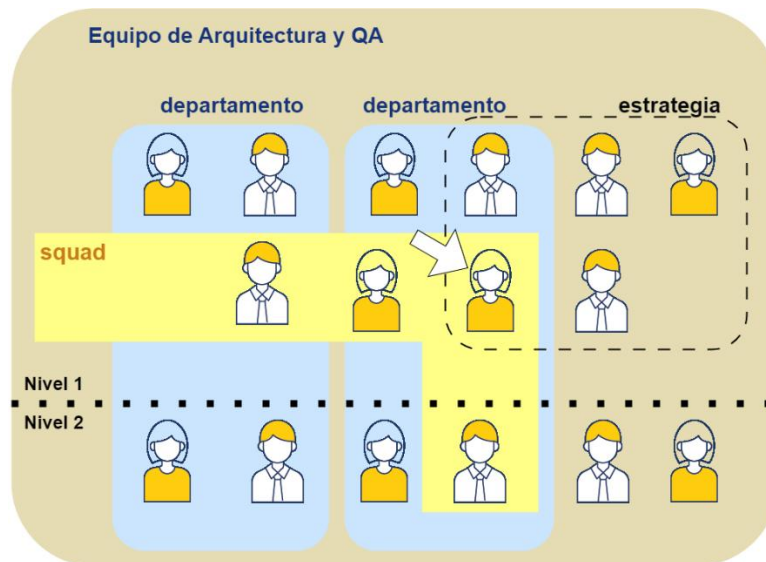 Equipo de Arquitectura y QA
departamento
departamento
estrategia
squad
Nivel 1
Nivel 2